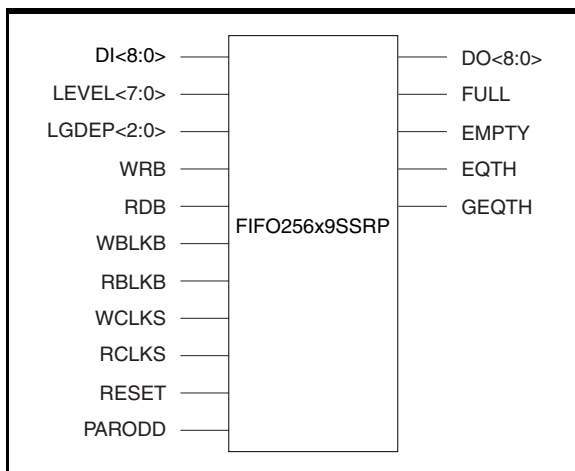 DI<8:0>
LEVEL<7:0>
LGDEP<2:0>
WRB
RDB
WBLKB
RBLKB
WCLKS
RCLKS
RESET
PARODD
FIFO256x9SSRP
DO<8:0>
FULL
EMPTY
EQTH
GEQTH